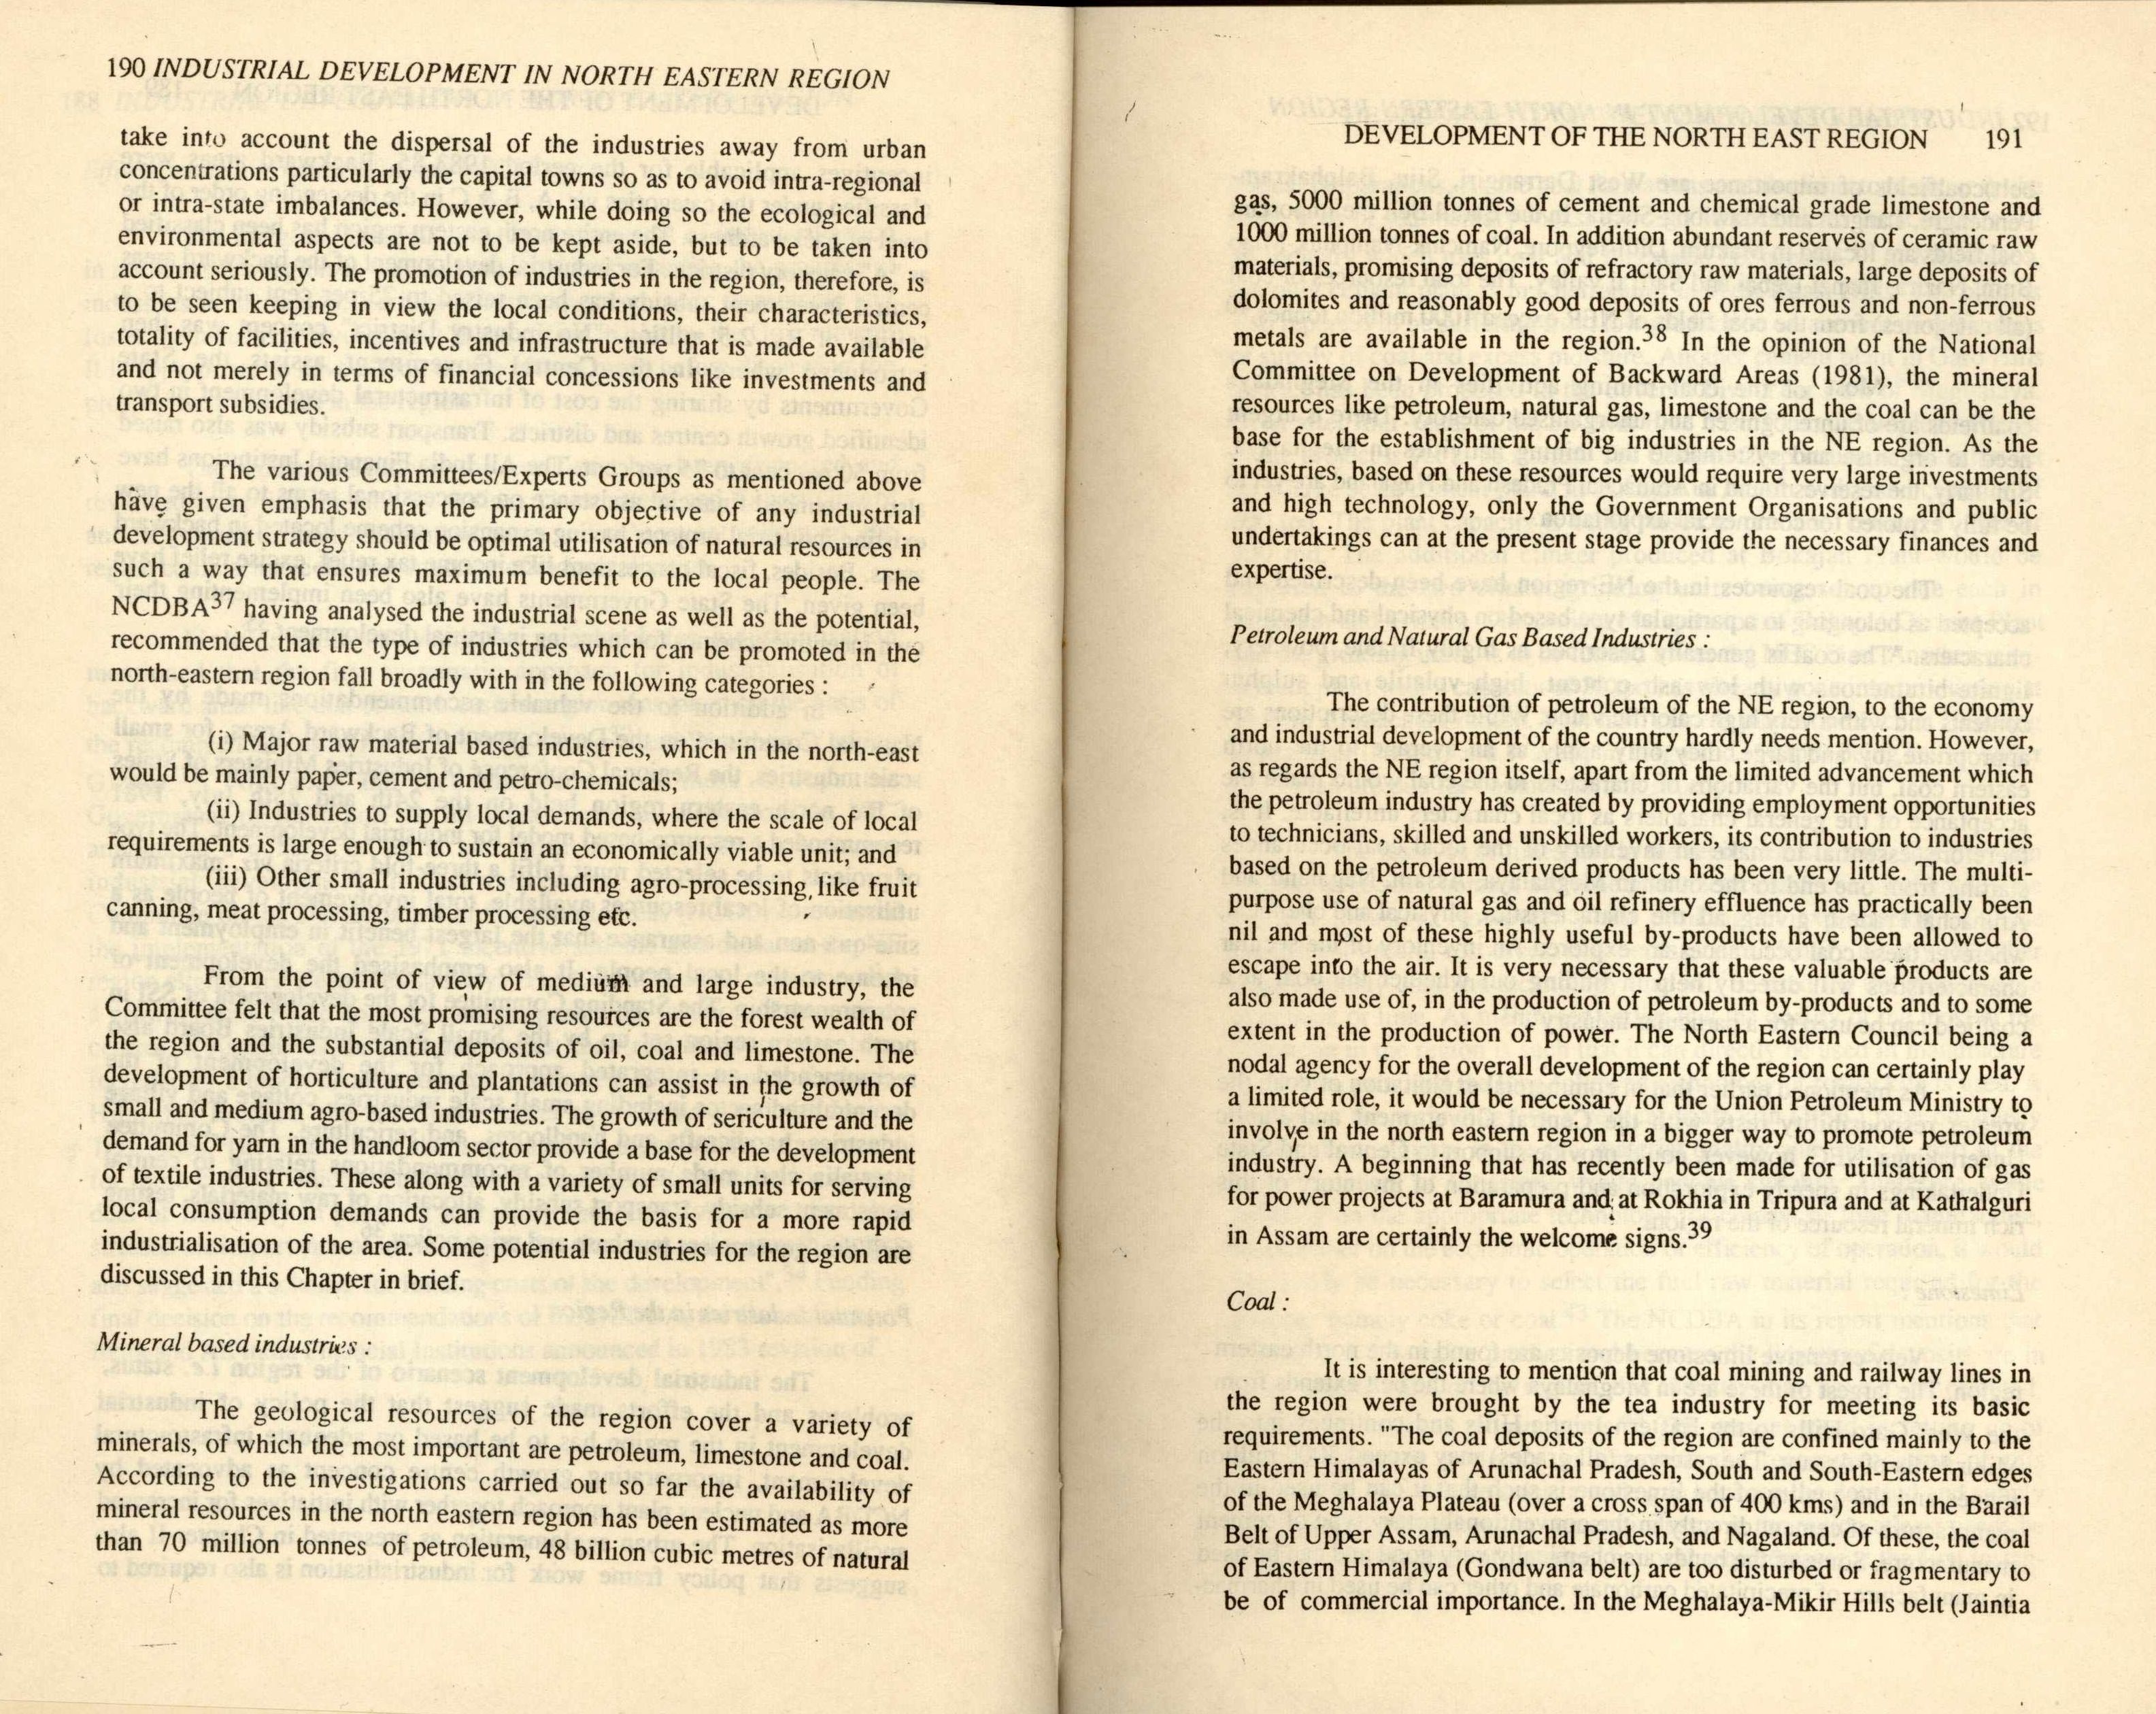 190 INDUSTRIAL DEVELOPMENT IN NORTH EASTERN REGION
take into account the dispersal of the industries away from urban
concentrations particularly the capital towns so as to avoid intra-regional
or intra-state imbalances. However, while doing so the ecological and
environmental aspects are not to be kept aside, but to be taken into
account seriously. The promotion of industries in the region, therefore, is
to be seen keeping in view the local conditions, their characteristics,
totality of facilities, incentives and infrastructure that is made available
and not merely in terms of financial concessions like investments and
transport subsidies.
The various Committees/Experts Groups as mentioned above
have given emphasis that the primary objective of any industrial
development strategy should be optimal utilisation of natural resources in
such a way that ensures maximum benefit to the local people. The
NCDBA37 having analysed the industrial scene as well as the potential,
recommended that the type of industries which can be promoted in the
north-eastern region fall broadly with in the following categories :
(i) Major raw material based industries, which in the north-east
would be mainly paper, cement and petro-chemicals;
(ii) Industries to supply local demands, where the scale of local
requirements is large enough to sustain an economically viable unit; and
(iii) Other small industries including agro-processing, like fruit
canning, meat processing, timber processing etc.
From the point of view of medium and large industry, the
Committee felt that the most promising resources are the forest wealth of
the region and the substantial deposits of oil, coal and limestone. The
development of horticulture and plantations can assist in the growth of
small and medium agro-based industries. The growth of sericulture and the
demand for yarn in the handloom sector provide a base for the development
of textile industries. These along with a variety of small units for serving
local consumption demands can provide the basis for a more rapid
industrialisation of the area. Some potential industries for the region are
discussed in this Chapter in brief.
Mineral based industries :
The geological resources of the region cover a variety of
minerals, of which the most important are petroleum, limestone and coal.
According to the investigations carried out so far the availability of
mineral resources in the north eastern region has been estimated as more
than 70 million tonnes of petroleum, 48 billion cubic metres of natural
DEVELOPMENT OF THE NORTH EAST REGION 191
gas, 5000 million tonnes of cement and chemical grade limestone and
1000 million tonnes of coal. In addition abundant reserves of ceramic raw
materials, promising deposits of refractory raw materials, large deposits of
dolomites and reasonably good deposits of ores ferrous and non-ferrous
metals are available in the region.38 In the opinion of the National
Committee on Development of Backward Areas (1981), the mineral
resources like petroleum, natural gas, limestone and the coal can be the
base for the establishment of big industries in the NE region. As the
industries, based on these resources would require very large investments
and high technology, only the Government Organisations and public
undertakings can at the present stage provide the necessary finances and
expertise.
Petroleum and Natural Gas Based Industries :
The contribution of petroleum of the NE region, to the economy
and industrial development of the country hardly needs mention. However,
as regards the NE region itself, apart from the limited advancement which
the petroleum industry has created by providing employment opportunities
to technicians, skilled and unskilled workers, its contribution to industries
based on the petroleum derived products has been very little. The multi-
purpose use of natural gas and oil refinery effluence has practically been
nil and most of these highly useful by-products have been allowed to
escape into the air. It is very necessary that these valuable products are
also made use of, in the production of petroleum by-products and to some
extent in the production of power. The North Eastern Council being a
nodal agency for the overall development of the region can certainly play
a limited role, it would be necessary for the Union Petroleum Ministry to
involve in the north eastern region in a bigger way to promote petroleum
industry. A beginning that has recently been made for utilisation of gas
for power projects at Baramura and at Rokhia in Tripura and at Kathalguri
in Assam are certainly the welcome signs.39
Coal :
It is interesting to mention that coal mining and railway lines in
the region were brought by the tea industry for meeting its basic
requirements. "The coal deposits of the region are confined mainly to the
Eastern Himalayas of Arunachal Pradesh, South and South-Eastern edges
of the Meghalaya Plateau (over a cross span of 400 kms) and in the Barail
Belt of Upper Assam, Arunachal Pradesh, and Nagaland. Of these, the coal
of Eastern Himalaya (Gondwana belt) are too disturbed or fragmentary to
be of commercial importance. In the Meghalaya-Mikir Hills belt (Jaintia